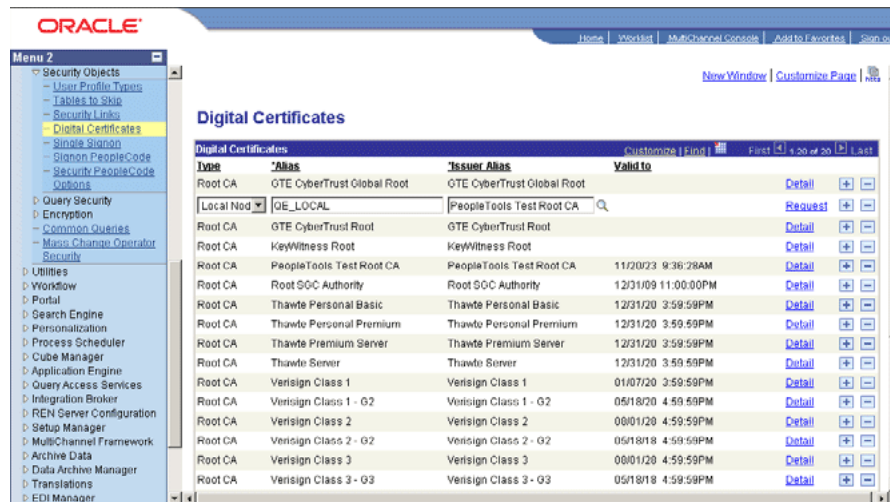 ORACLE
Home | Worklist | MultiChannel Console | Add to Favorites | Sign o
Menu 2
Security Objects
User Profile Types
Tables to Skip
Security Links
Digital Certificates
Single Signon
Signon PeopleCode
Security PeopleCode
Options
Query Security
Encryption
Common Queries
Mass Change Operator
Security
Utilities
Workflow
Portal
Search Engine
Personalization
Process Scheduler
Cube Manager
Application Engine
Query Access Services
Integration Broker
REN Server Configuration
Setup Manager
MultiChannel Framework
Archive Data
Data Archive Manager
Translations
EDI Manager
New Window | Customize Page |
Digital Certificates
Digital Certificates Customize | Find | First 1-20 of 20 Last
Type *Alias *Issuer Alias Valid to
Root CA GTE CyberTrust Global Root GTE CyberTrust Global Root Detail + -
Local Nod QE_LOCAL PeopleTools Test Root CA Request + -
Root CA GTE CyberTrust Root GTE CyberTrust Root Detail + -
Root CA KeyWitness Root KeyWitness Root Detail + -
Root CA PeopleTools Test Root CA PeopleTools Test Root CA 11/20/23 9:36:28AM Detail + -
Root CA Root SGC Authority Root SGC Authority 12/31/09 11:00:00PM Detail + -
Root CA Thawte Personal Basic Thawte Personal Basic 12/31/20 3:59:59PM Detail + -
Root CA Thawte Personal Premium Thawte Personal Premium 12/31/20 3:59:59PM Detail + -
Root CA Thawte Premium Server Thawte Premium Server 12/31/20 3:59:59PM Detail + -
Root CA Thawte Server Thawte Server 12/31/20 3:59:59PM Detail + -
Root CA Verisign Class 1 Verisign Class 1 01/07/20 3:59:59PM Detail + -
Root CA Verisign Class 1 - G2 Verisign Class 1 - G2 05/18/20 4:59:59PM Detail + -
Root CA Verisign Class 2 Verisign Class 2 08/01/28 4:59:59PM Detail + -
Root CA Verisign Class 2 - G2 Verisign Class 2 - G2 05/18/18 4:59:59PM Detail + -
Root CA Verisign Class 3 Verisign Class 3 08/01/28 4:59:59PM Detail + -
Root CA Verisign Class 3 - G3 Verisign Class 3 - G3 05/18/18 4:59:59PM Detail + -